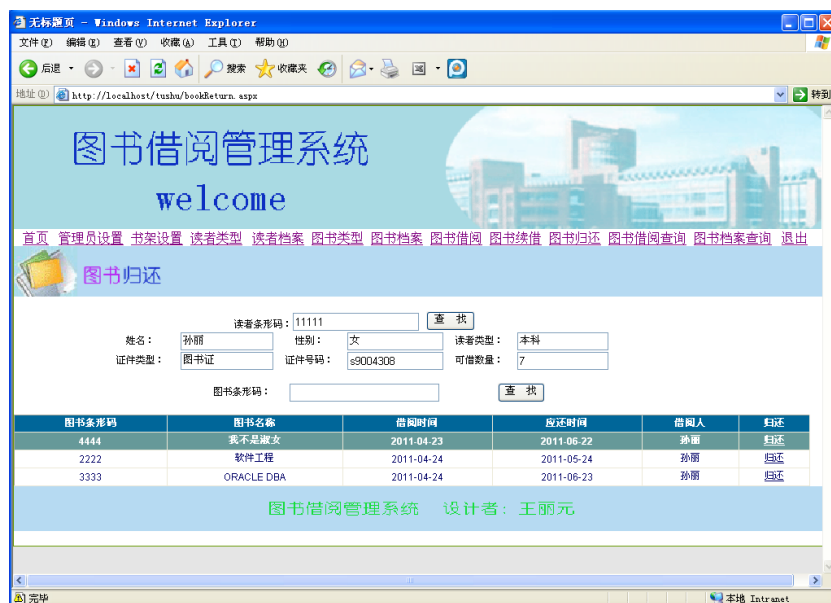 无标题页 - Windows Internet Explorer
文件(F) 编辑(E) 查看(V) 收藏(A) 工具(T) 帮助(H)
后退 搜索 收藏夹
地址(D) http://localhost/tushu/bookReturn.aspx 转到
图书借阅管理系统
welcome
首页 管理员设置 书架设置 读者类型 读者档案 图书类型 图书档案 图书借阅 图书续借 图书归还 图书借阅查询 图书档案查询 退出
图书归还
读者条形码: 11111 查 找
姓名: 孙丽 性别: 女 读者类型: 本科
证件类型: 图书证 证件号码: s9004308 可借数量: 7
图书条形码: 查 找
图书条形码 图书名称 借阅时间 应还时间 借阅人 归还
4444 我不是淑女 2011-04-23 2011-06-22 孙丽 归还
2222 软件工程 2011-04-24 2011-05-24 孙丽 归还
3333 ORACLE DBA 2011-04-24 2011-06-23 孙丽 归还
图书借阅管理系统 设计者: 王丽元
完毕 本地 Intranet